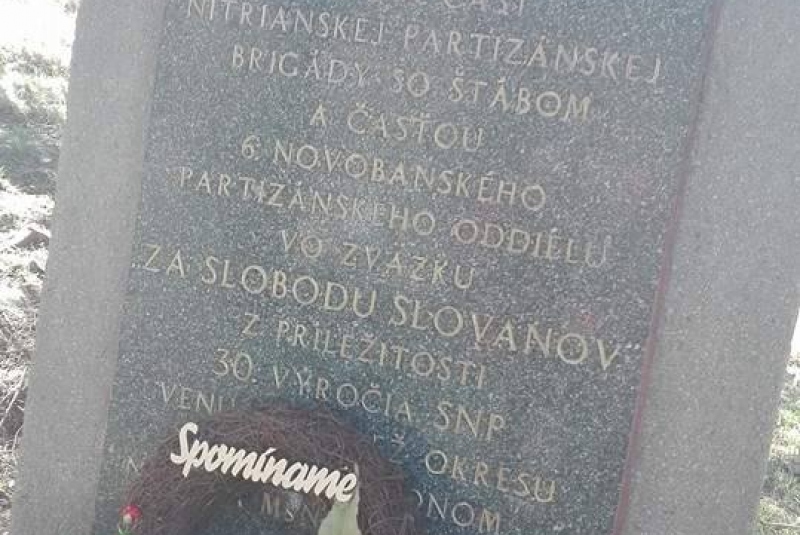 ČASŤ
NITRIANSKEJ PARTIZÁNSKEJ
BRIGÁDY SO ŠTÁBOM
A ČASŤOU
6. NOVOBANSKÉHO
PARTIZÁNSKEHO ODDIELU
VO ZVÄZKU
„ZA SLOBODU SLOVANOV“
Z PRÍLEŽITOSTI
30. VÝROČIA SNP
OKRESU
Spomíname